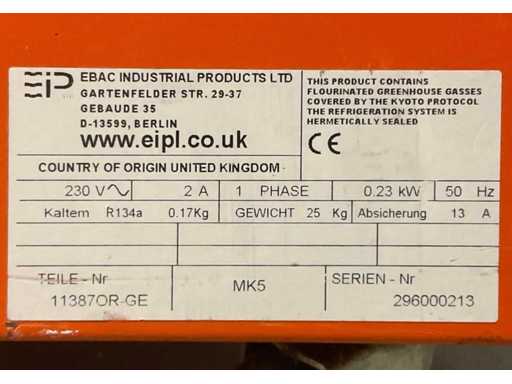 EIP
EBAC INDUSTRIAL PRODUCTS LTD
GARTENFELDER STR. 29-37
GEBAUDE 35
D-13599, BERLIN
www.eipl.co.uk
COUNTRY OF ORIGIN UNITED KINGDOM
THIS PRODUCT CONTAINS
FLOURINATED GREENHOUSE GASSES
COVERED BY THE KYOTO PROTOCOL
THE REFRIGERATION SYSTEM IS
HERMETICALLY SEALED
CE
230 V 2 A 1 PHASE 0.23 kW 50 Hz
Kaltem R134a 0.17Kg GEWICHT 25 Kg Absicherung 13 A
TEILE - Nr MK5 SERIEN - Nr
11387OR-GE 296000213